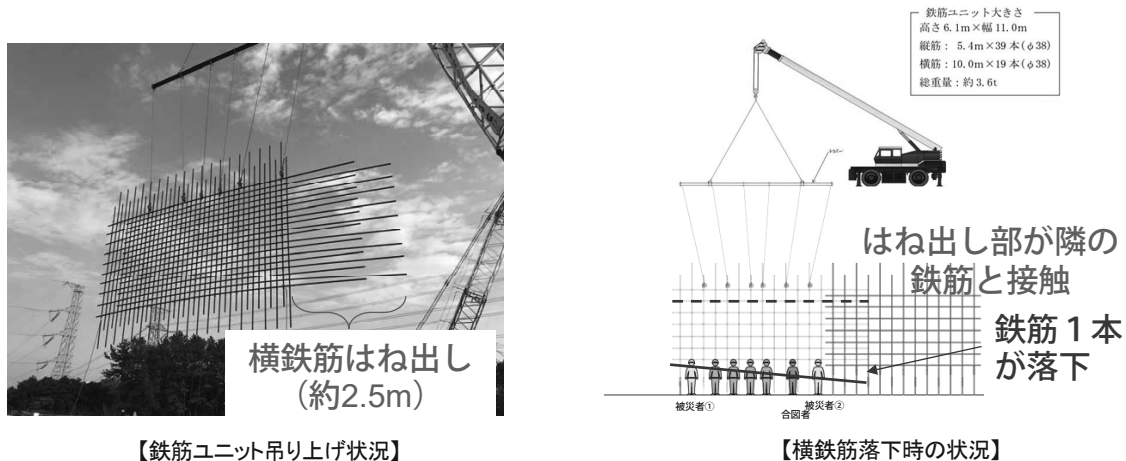 鉄筋ユニット大きさ
高さ 6.1m×幅 11.0m
縦筋： 5.4m×39 本(φ38)
横筋：10.0m×19 本(φ38)
総重量：約 3.6t
横鉄筋はね出し
（約2.5m）
はね出し部が隣の
鉄筋と接触
鉄筋１本
が落下
被災者①
合図者
被災者②
【鉄筋ユニット吊り上げ状況】
【横鉄筋落下時の状況】